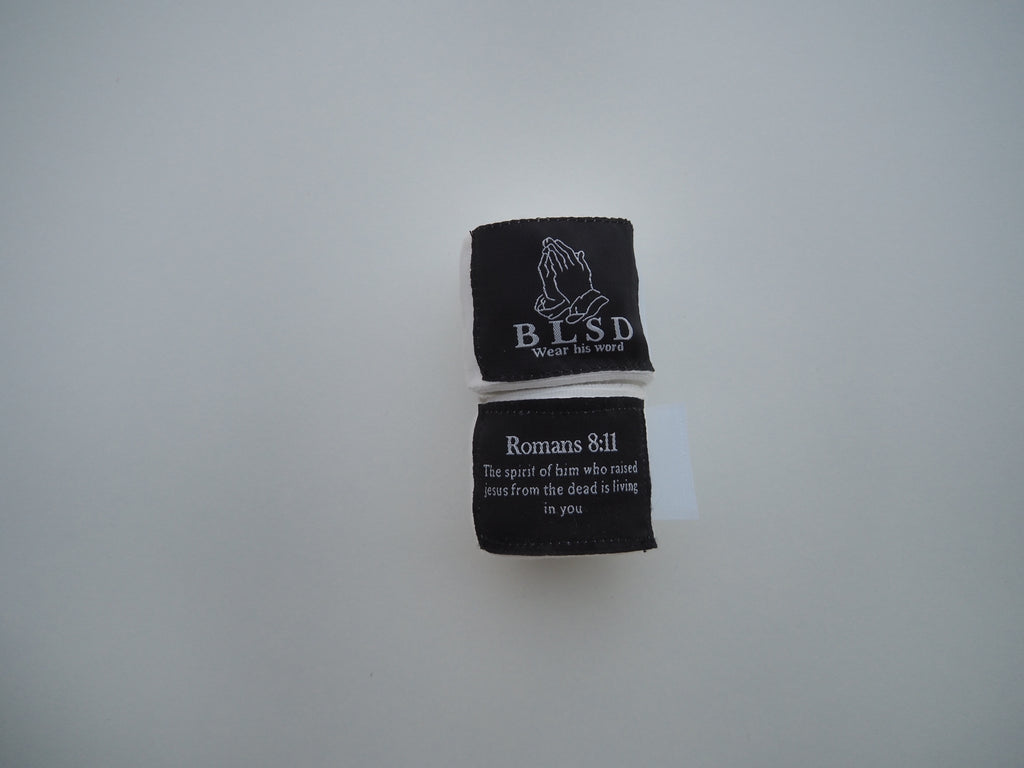 BLSD
Wear his word
Romans 8:11
The spirit of him who raised
jesus from the dead is living
in you